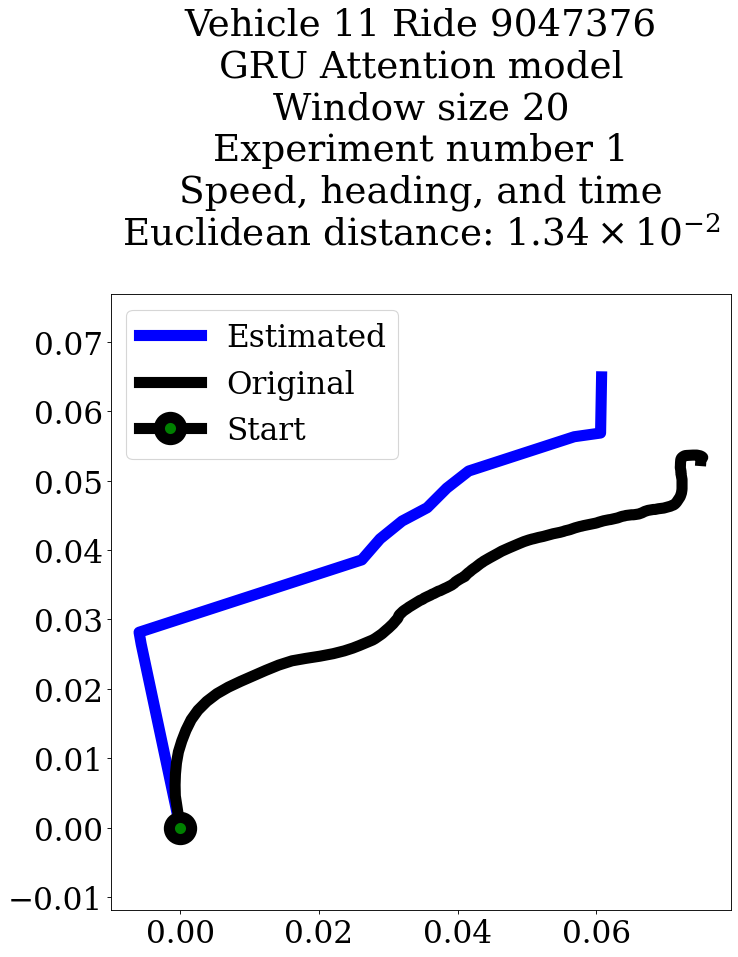 Vehicle 11 Ride 9047376
GRU Attention model
Window size 20
Experiment number 1
Speed, heading, and time
Euclidean distance: 1.34 × 10⁻²
Estimated
Original
Start
0.07
0.06
0.05
0.04
0.03
0.02
0.01
0.00
−0.01
0.00 0.02 0.04 0.06